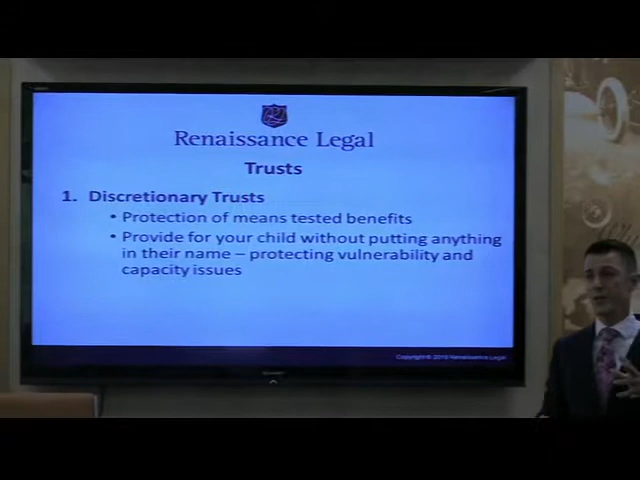 Renaissance Legal
Trusts
1. Discretionary Trusts
• Protection of means tested benefits
• Provide for your child without putting anything
in their name – protecting vulnerability and
capacity issues
Copyright © 2019 Renaissance Legal